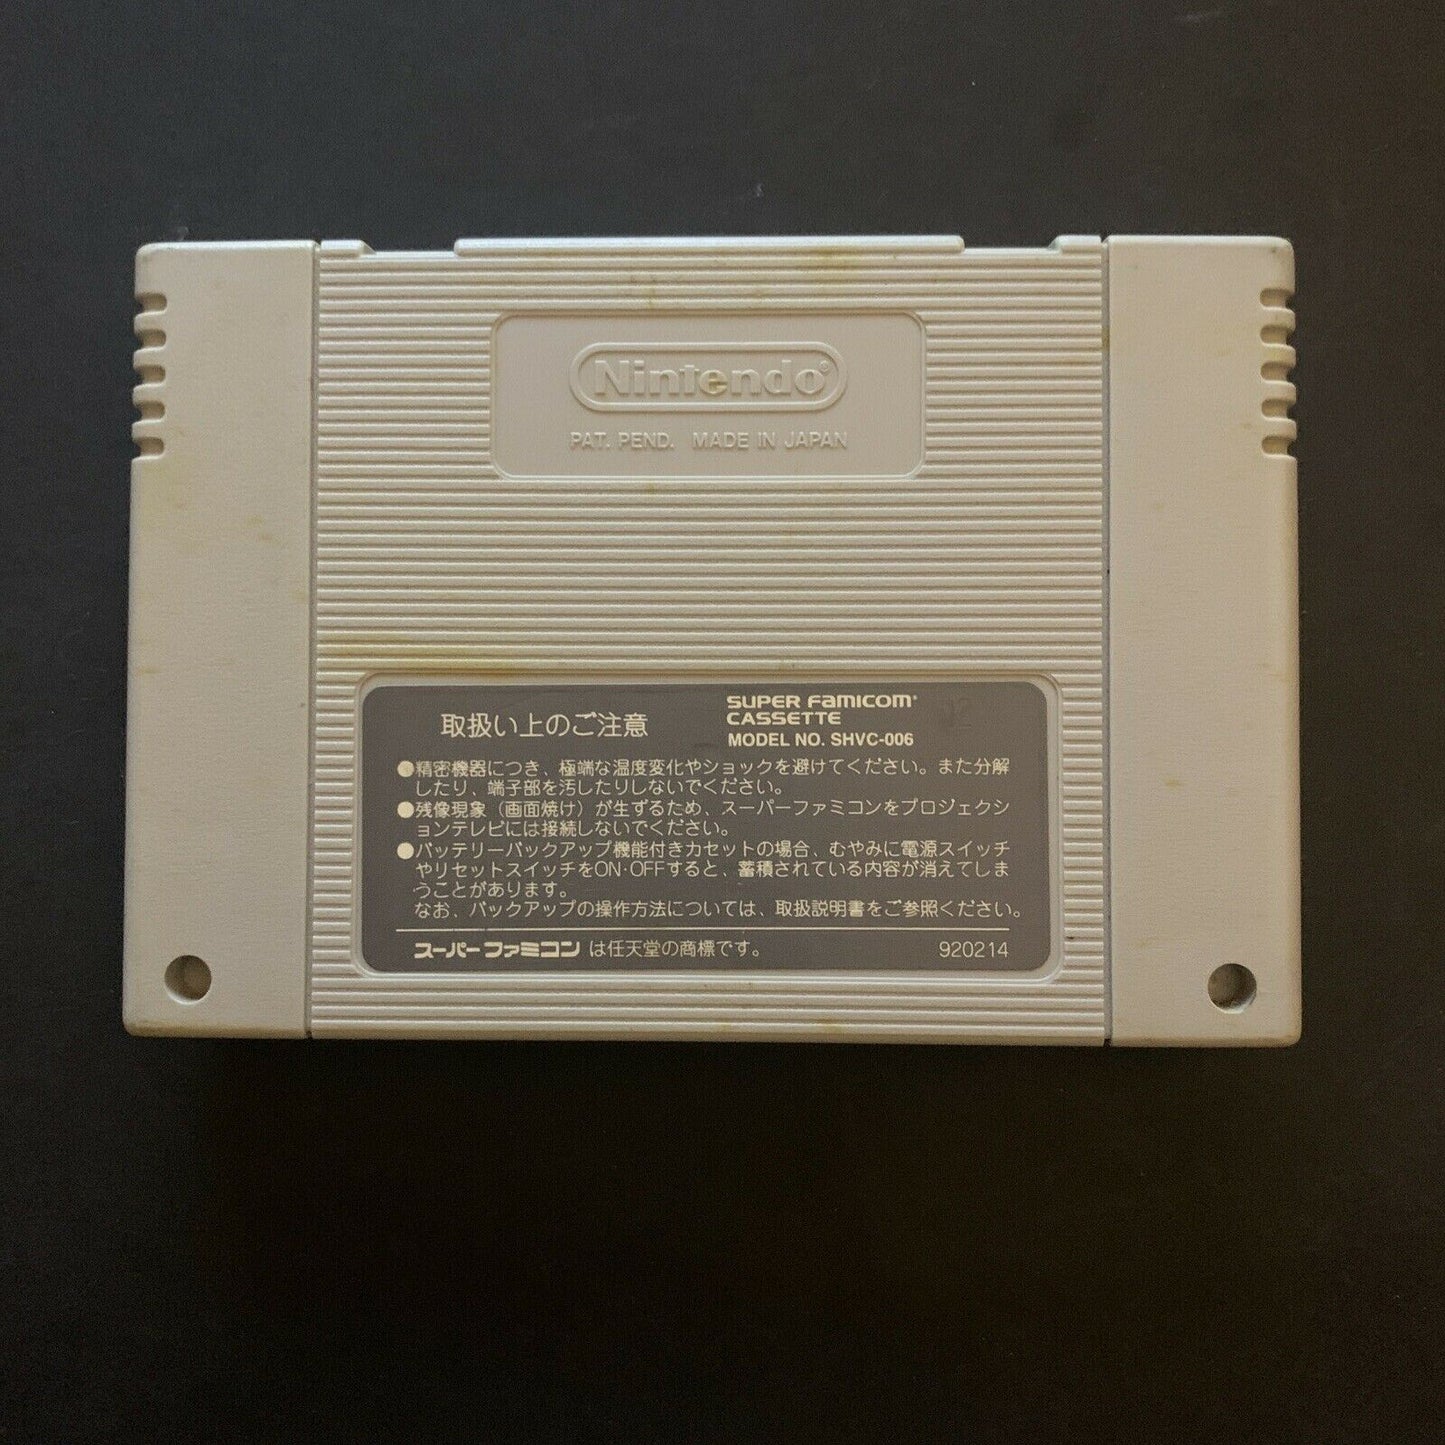 Nintendo®
PAT. PEND. MADE IN JAPAN
取扱い上のご注意
SUPER FAMICOM®
CASSETTE
MODEL NO. SHVC-006
12
●精密機器につき、極端な温度変化やショックを避けてください。また分解
したり、端子部を汚したりしないでください。
●残像現象（画面焼け）が生ずるため、スーパーファミコンをプロジェクシ
ョンテレビには接続しないでください。
●バッテリーバックアップ機能付きカセットの場合、むやみに電源スイッチ
やリセットスイッチをON·OFFすると、蓄積されている内容が消えてしま
うことがあります。
なお、バックアップの操作方法については、取扱説明書をご参照ください。
スーパーファミコン は任天堂の商標です。
920214